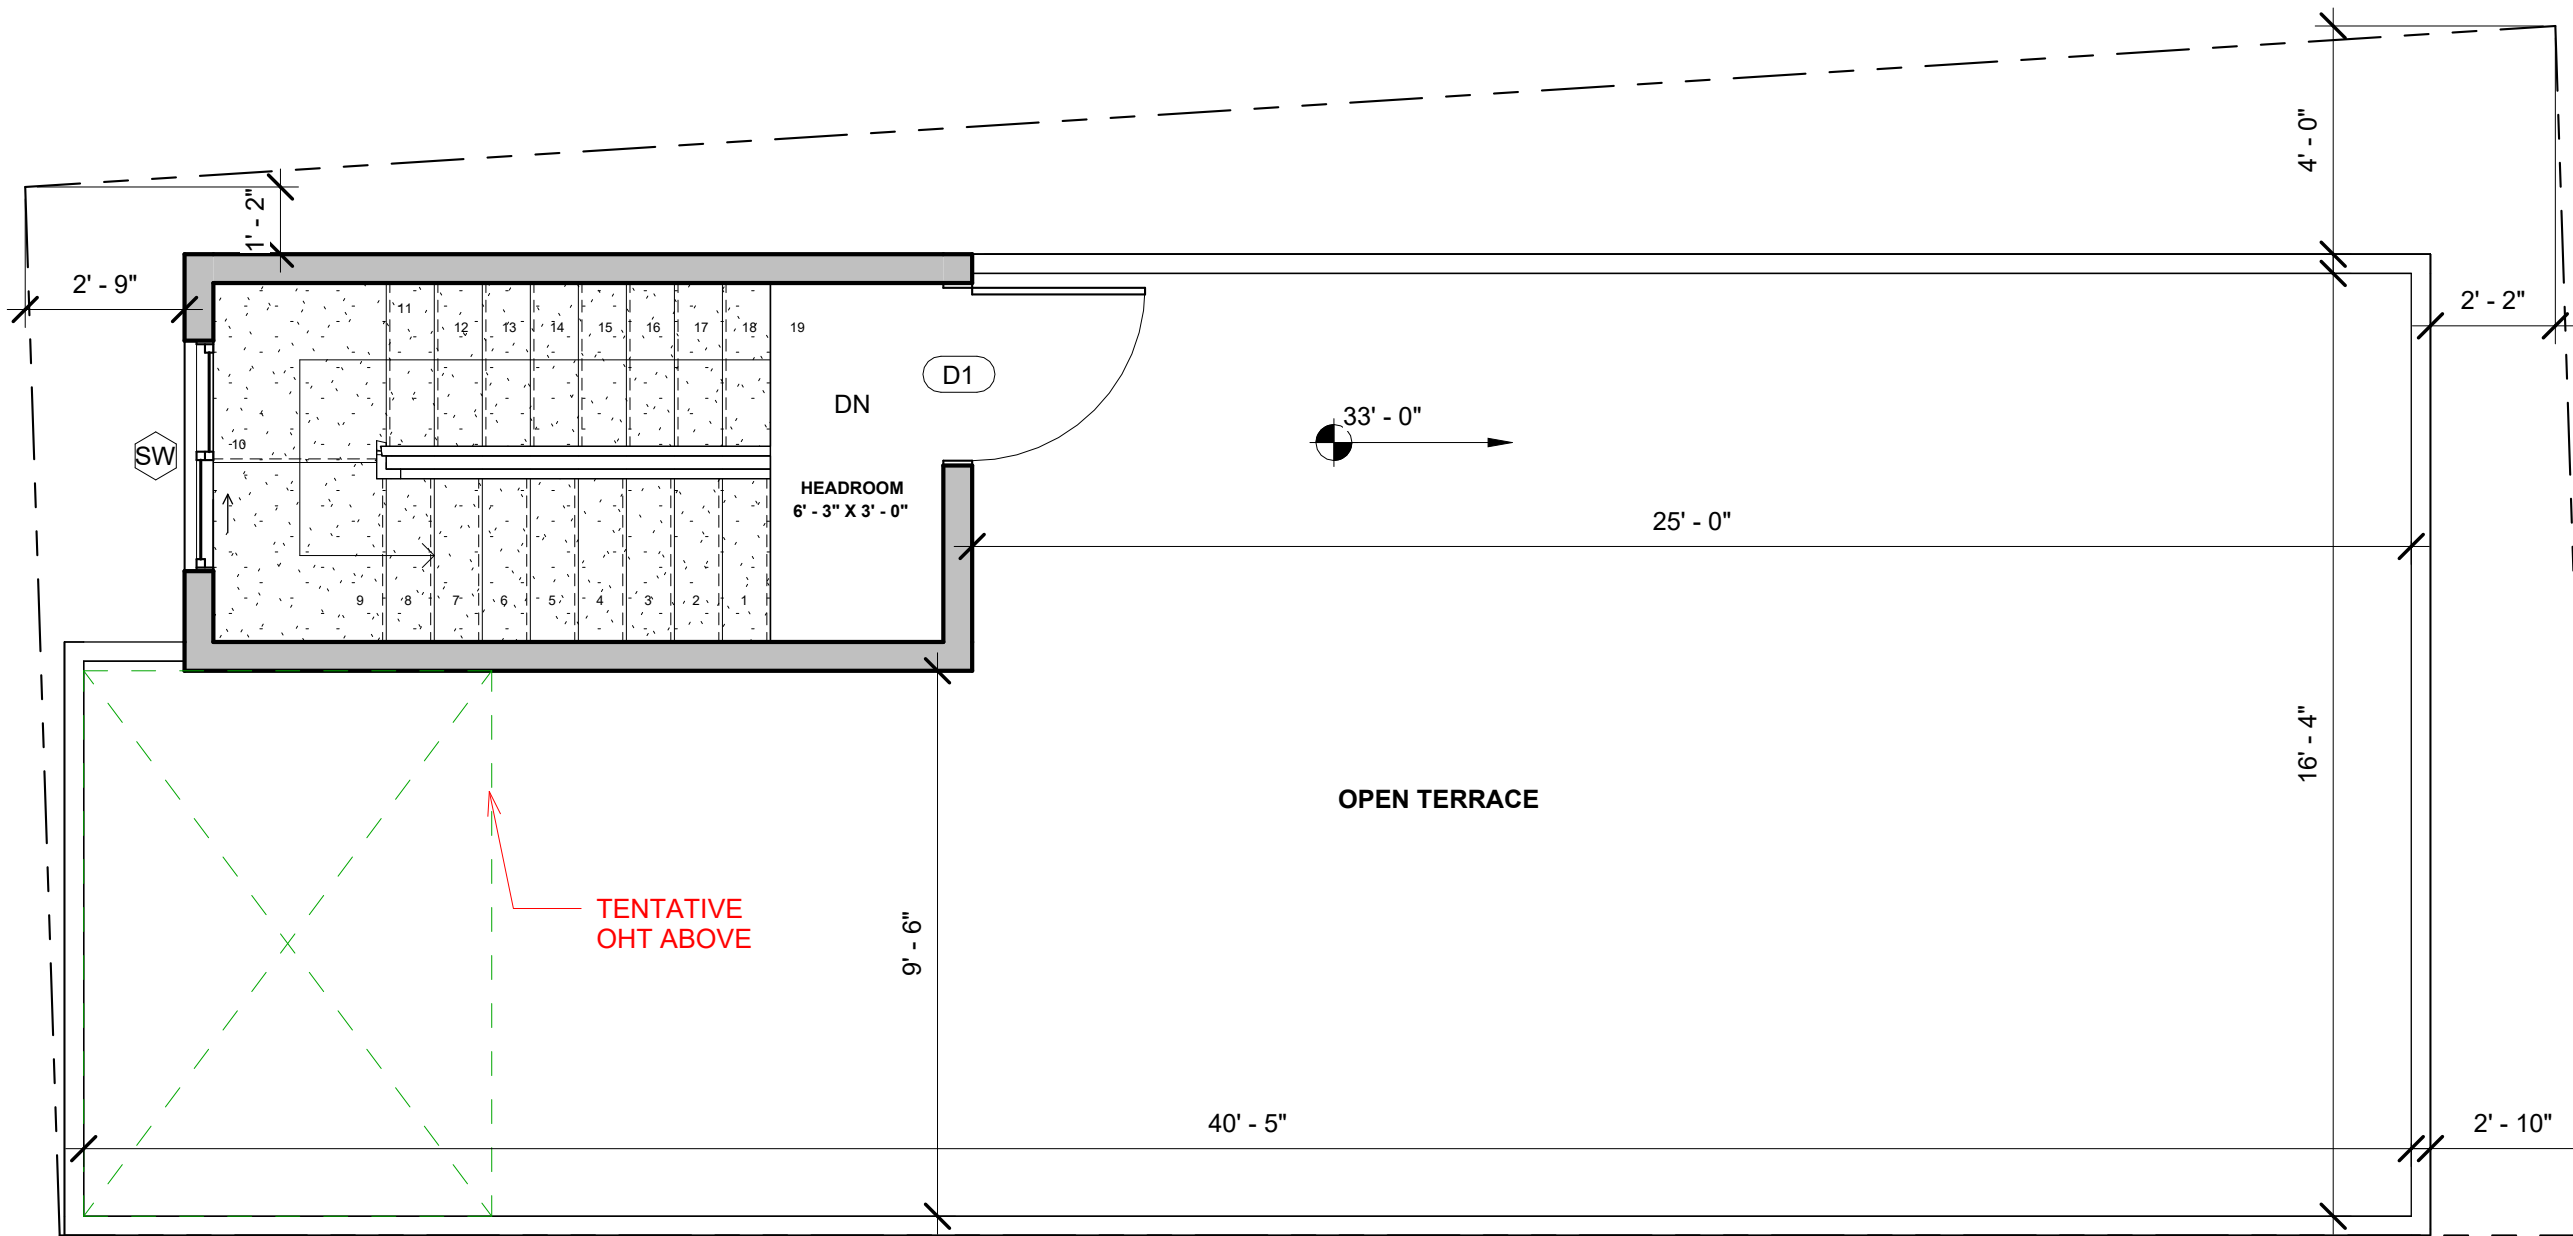 4' - 0"
1' - 2"
2' - 9"
2' - 2"
11
12 13 14 15 16 17 18 19
D1
DN
33' - 0"
10
SW
HEADROOM
6' - 3" X 3' - 0"
25' - 0"
9 8 7 6 5 4 3 2 1
16' - 4"
OPEN TERRACE
TENTATIVE
OHT ABOVE
9' - 6"
40' - 5"
2' - 10"